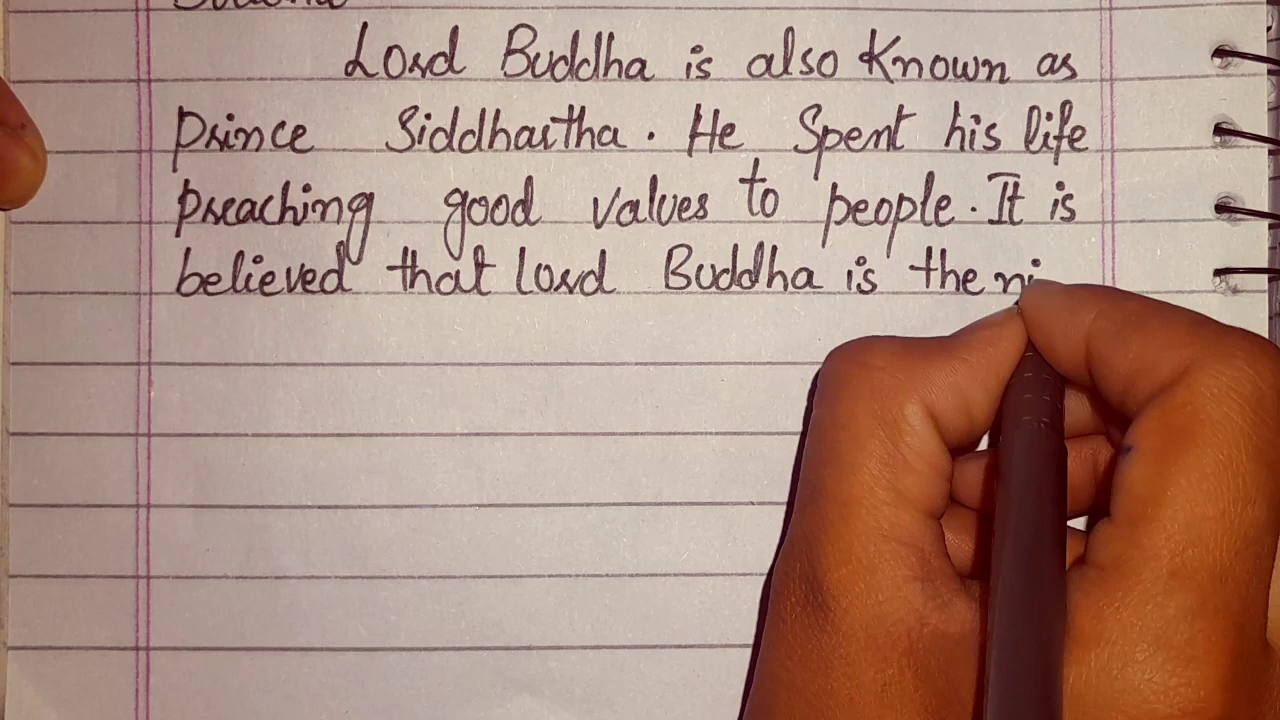 Lord Buddha is also Known as
Prince Siddhartha. He Spent his life
Preaching good values to people. It is
believed that lord Buddha is the ni